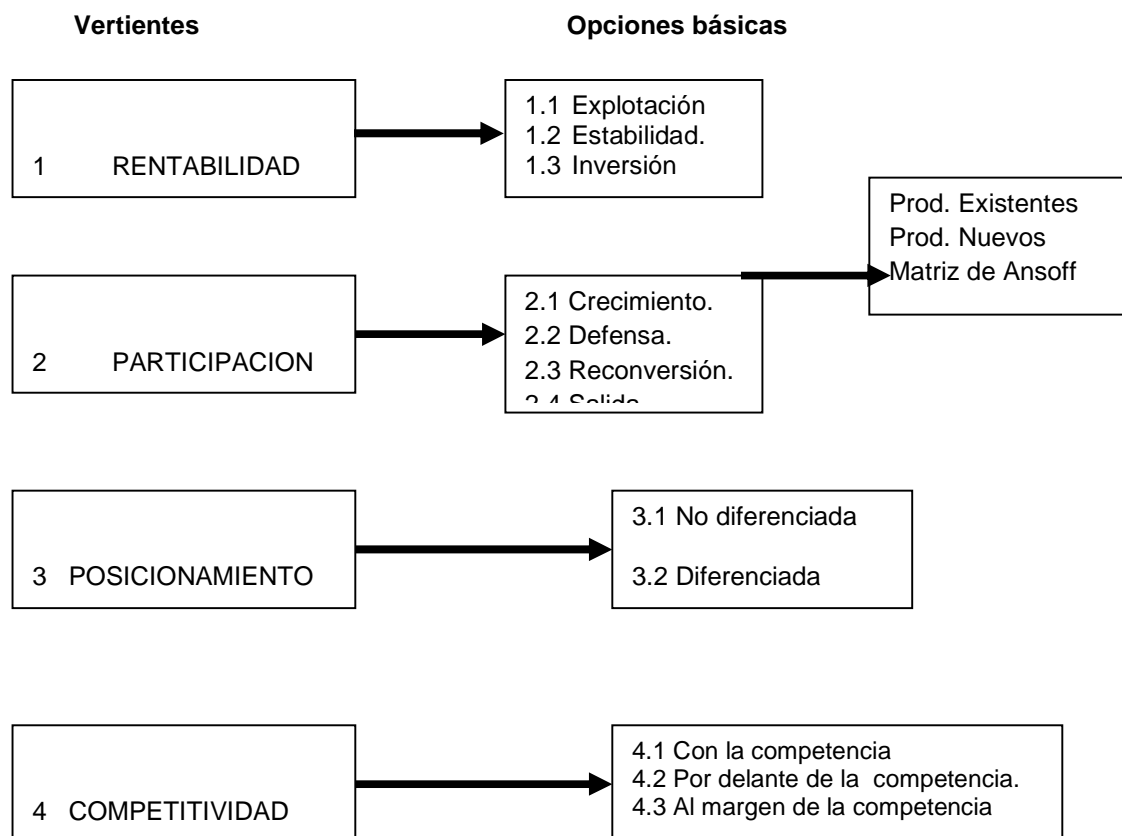 Vertientes Opciones básicas
1 RENTABILIDAD
1.1 Explotación
1.2 Estabilidad.
1.3 Inversión
Prod. Existentes
Prod. Nuevos
Matriz de Ansoff
2 PARTICIPACION
2.1 Crecimiento.
2.2 Defensa.
2.3 Reconversión.
2.4 Salida
3 POSICIONAMIENTO
3.1 No diferenciada
3.2 Diferenciada
4 COMPETITIVIDAD
4.1 Con la competencia
4.2 Por delante de la competencia.
4.3 Al margen de la competencia